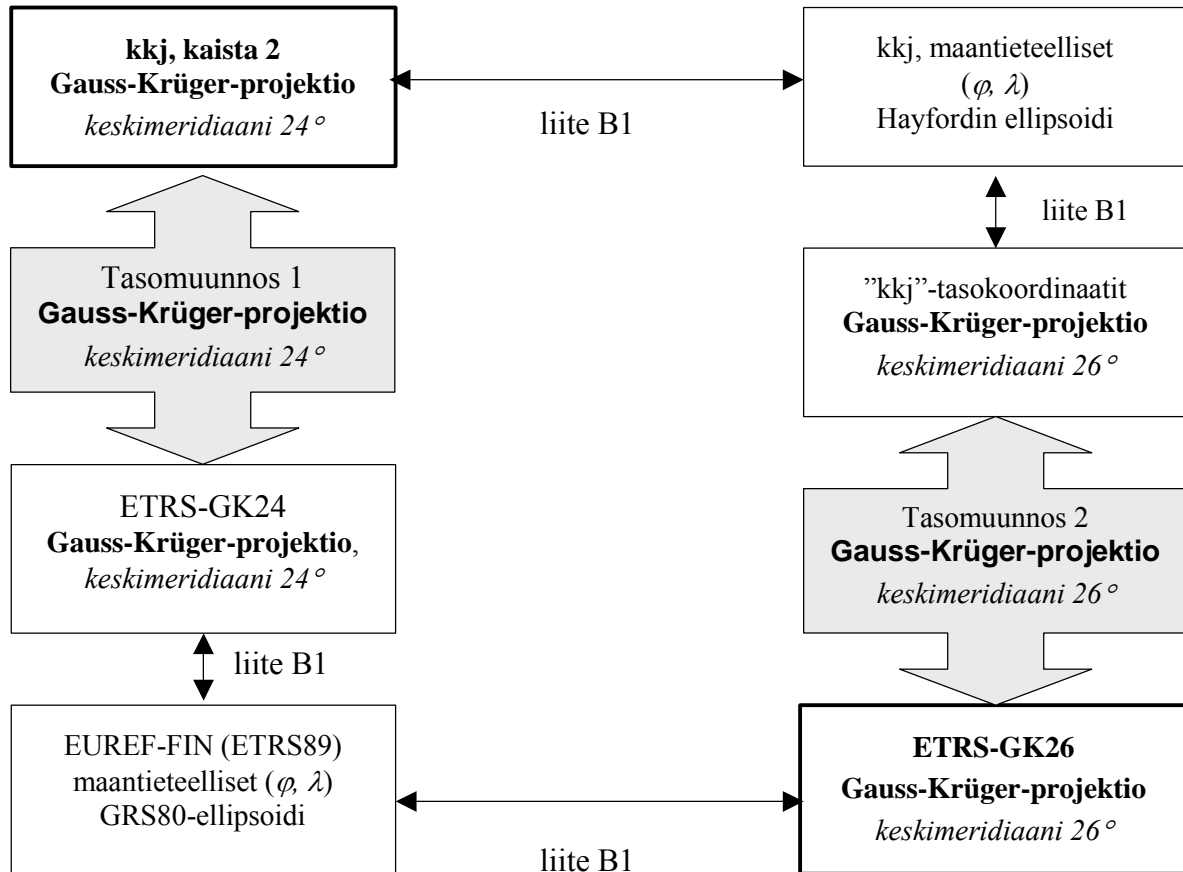 kkj, kaista 2
Gauss-Krüger-projektio
keskimeridiaani 24°
liite B1
kkj, maantieteelliset
(φ, λ)
Hayfordin ellipsoidi
liite B1
Tasomuunnos 1
Gauss-Krüger-projektio
keskimeridiaani 24°
”kkj”-tasokoordinaatit
Gauss-Krüger-projektio
keskimeridiaani 26°
ETRS-GK24
Gauss-Krüger-projektio,
keskimeridiaani 24°
Tasomuunnos 2
Gauss-Krüger-projektio
keskimeridiaani 26°
liite B1
EUREF-FIN (ETRS89)
maantieteelliset (φ, λ)
GRS80-ellipsoidi
liite B1
ETRS-GK26
Gauss-Krüger-projektio
keskimeridiaani 26°